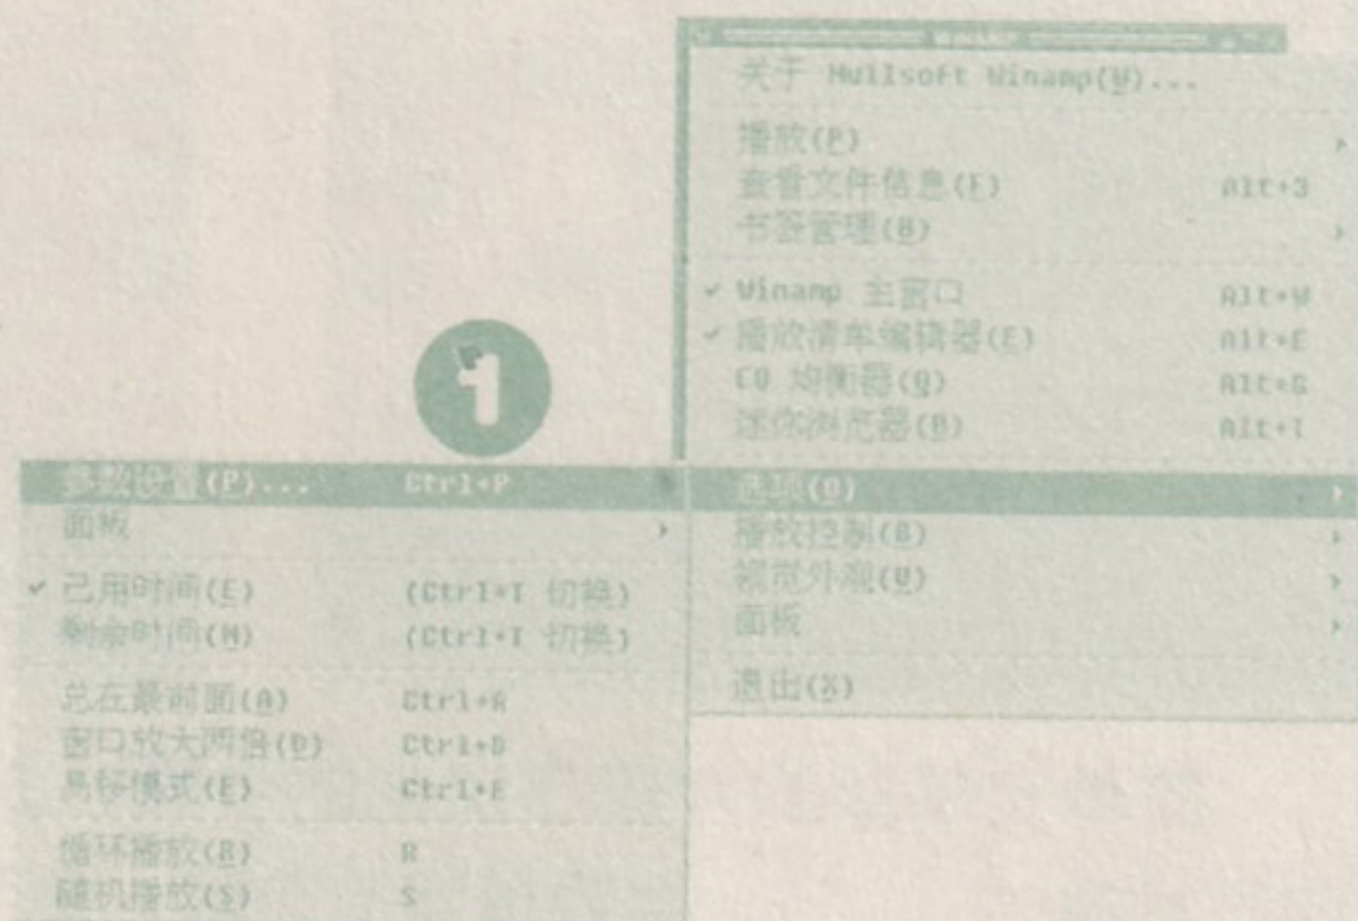 WINAMP
关于 Nullsoft Winamp(W)...
播放(P)
查看文件信息(F) Alt+3
书签管理(B)
✓ Winamp 主窗口 Alt+W
✓ 播放清单编辑器(E) Alt+E
EQ 均衡器(Q) Alt+G
迷你浏览器(B) Alt+T
1
选项(O)
播放控制(B)
视觉外观(U)
面板
退出(X)
参数设置(P)... Ctrl+P
面板
✓ 已用时间(E) (Ctrl+T 切换)
剩余时间(M) (Ctrl+T 切换)
总在最前面(A) Ctrl+A
窗口放大两倍(D) Ctrl+D
易移模式(E) Ctrl+E
循环播放(R) R
随机播放(S) S